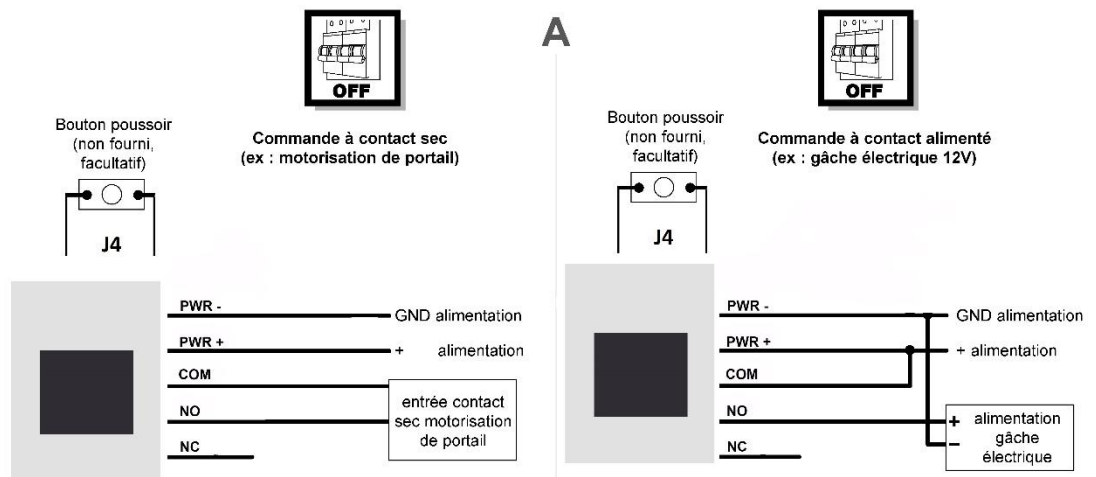 A
OFF
Bouton poussoir
(non fourni,
facultatif)
Commande à contact sec
(ex : motorisation de portail)
J4
PWR -
GND alimentation
PWR +
+ alimentation
COM
NO
entrée contact
sec motorisation
de portail
NC
OFF
Bouton poussoir
(non fourni,
facultatif)
Commande à contact alimenté
(ex : gâche électrique 12V)
J4
PWR -
GND alimentation
PWR +
+ alimentation
COM
NO
+ alimentation
- gâche
électrique
NC